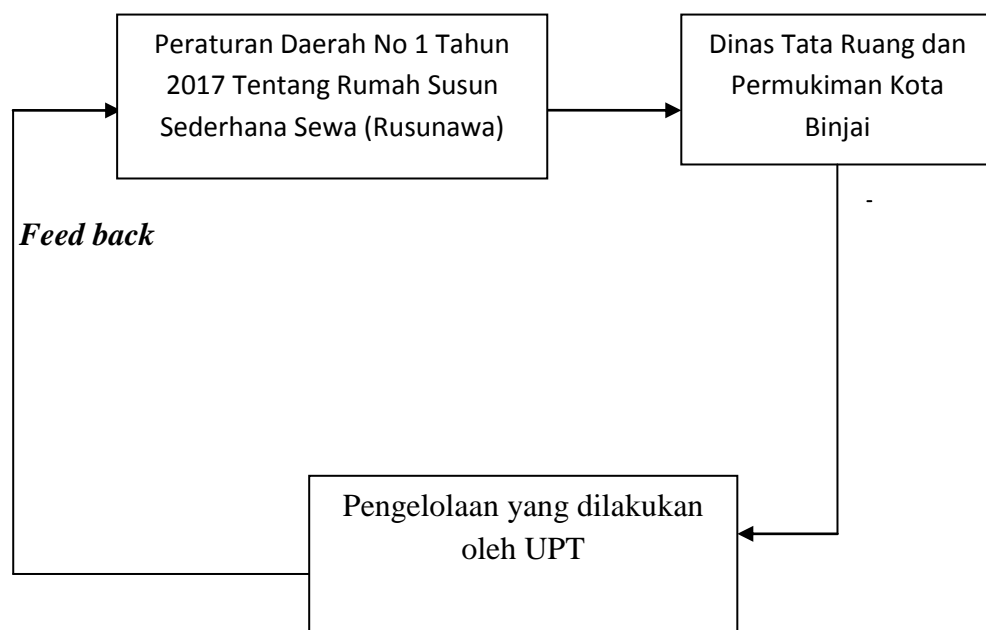 Peraturan Daerah No 1 Tahun
2017 Tentang Rumah Susun
Sederhana Sewa (Rusunawa)
Dinas Tata Ruang dan
Permukiman Kota
Binjai
-
Feed back
Pengelolaan yang dilakukan
oleh UPT